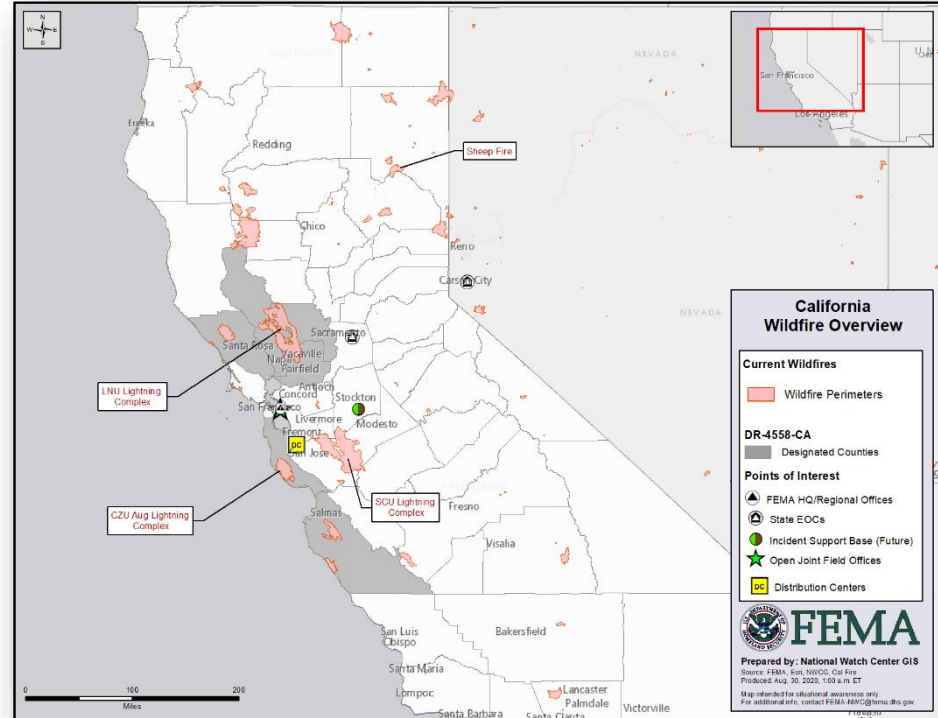 N
W E
S
CALIFORNIA
NEVADA
Eureka
Redding
Sheep Fire
Chico
Reno
Carson City
NEVADA
Sacramento
Santa Rosa
Vacaville
Napa
Fairfield
LNU Lightning
Complex
Antioch
Concord
Stockton
San Francisco
Livermore
Modesto
Fremont
DC
San Jose
SCU Lightning
Complex
CZU Aug Lightning
Complex
Salinas
Fresno
Visalia
San Luis
Obispo
Bakersfield
Santa Maria
Lompoc
Lancaster
Palmdale
Victorville
Santa Barbara
Santa Clarita
0 100 200
Miles
San Francisco
Los Angeles
California
Wildfire Overview
Current Wildfires
Wildfire Perimeters
DR-4558-CA
Designated Counties
Points of Interest
FEMA HQ/Regional Offices
State EOCs
Incident Support Base (Future)
Open Joint Field Offices
DC Distribution Centers
FEMA
Prepared by: National Watch Center GIS
Source: FEMA, Esri, NWCG, Cal Fire
Produced: Aug. 30, 2020, 1:00 a.m. ET
Map intended for situational awareness only.
For additional info, contact FEMA-NWC@fema.dhs.gov.